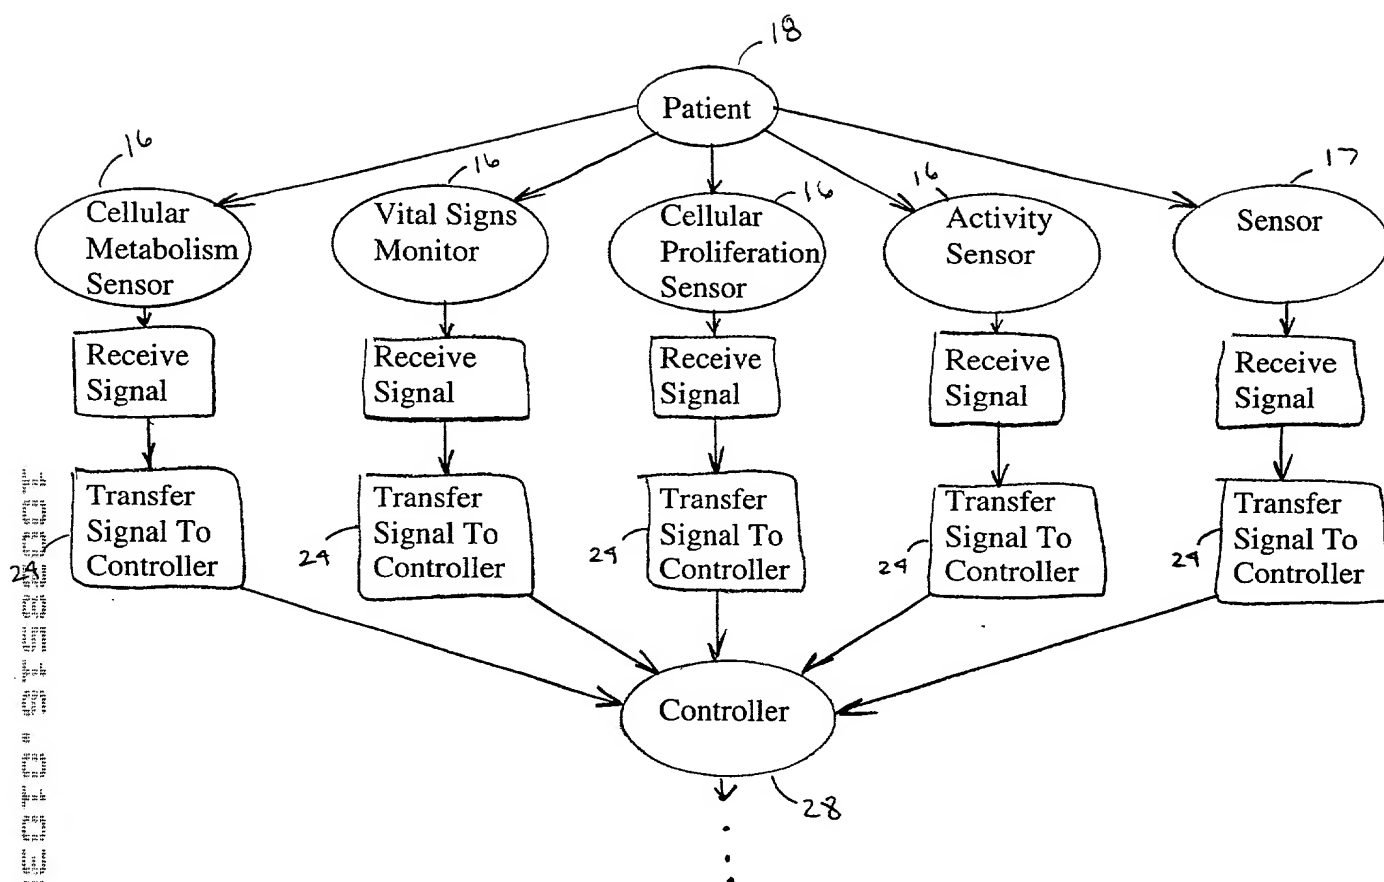 18
Patient
16
Cellular
Metabolism
Sensor
16
Vital Signs
Monitor
16
Cellular
Proliferation
Sensor
16
Activity
Sensor
17
Sensor
Receive
Signal
Receive
Signal
Receive
Signal
Receive
Signal
Receive
Signal
24
Transfer
Signal To
Controller
24
Transfer
Signal To
Controller
24
Transfer
Signal To
Controller
24
Transfer
Signal To
Controller
24
Transfer
Signal To
Controller
Controller
28